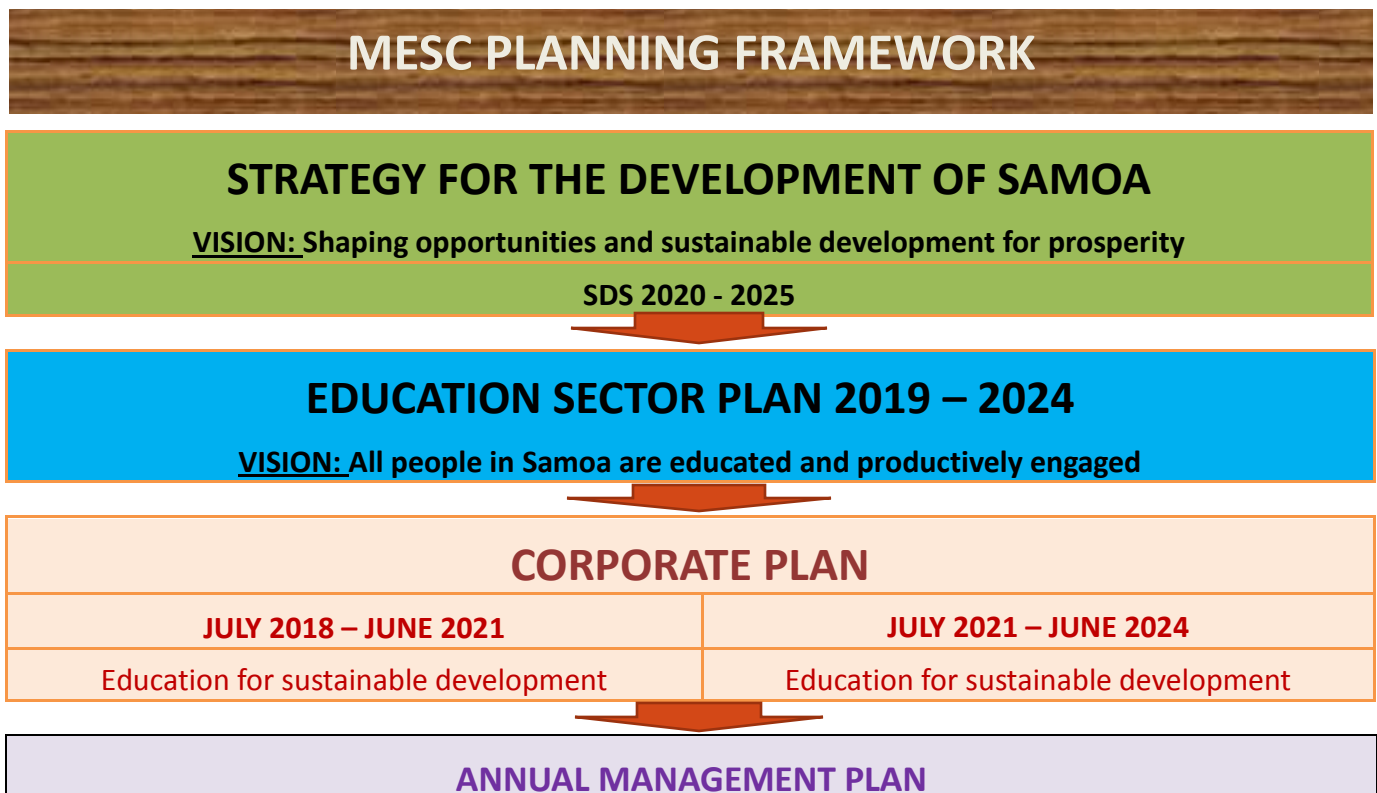 MESC PLANNING FRAMEWORK
STRATEGY FOR THE DEVELOPMENT OF SAMOA
VISION: Shaping opportunities and sustainable development for prosperity
SDS 2020 - 2025
EDUCATION SECTOR PLAN 2019 – 2024
VISION: All people in Samoa are educated and productively engaged
CORPORATE PLAN
JULY 2018 – JUNE 2021
JULY 2021 – JUNE 2024
Education for sustainable development
Education for sustainable development
ANNUAL MANAGEMENT PLAN